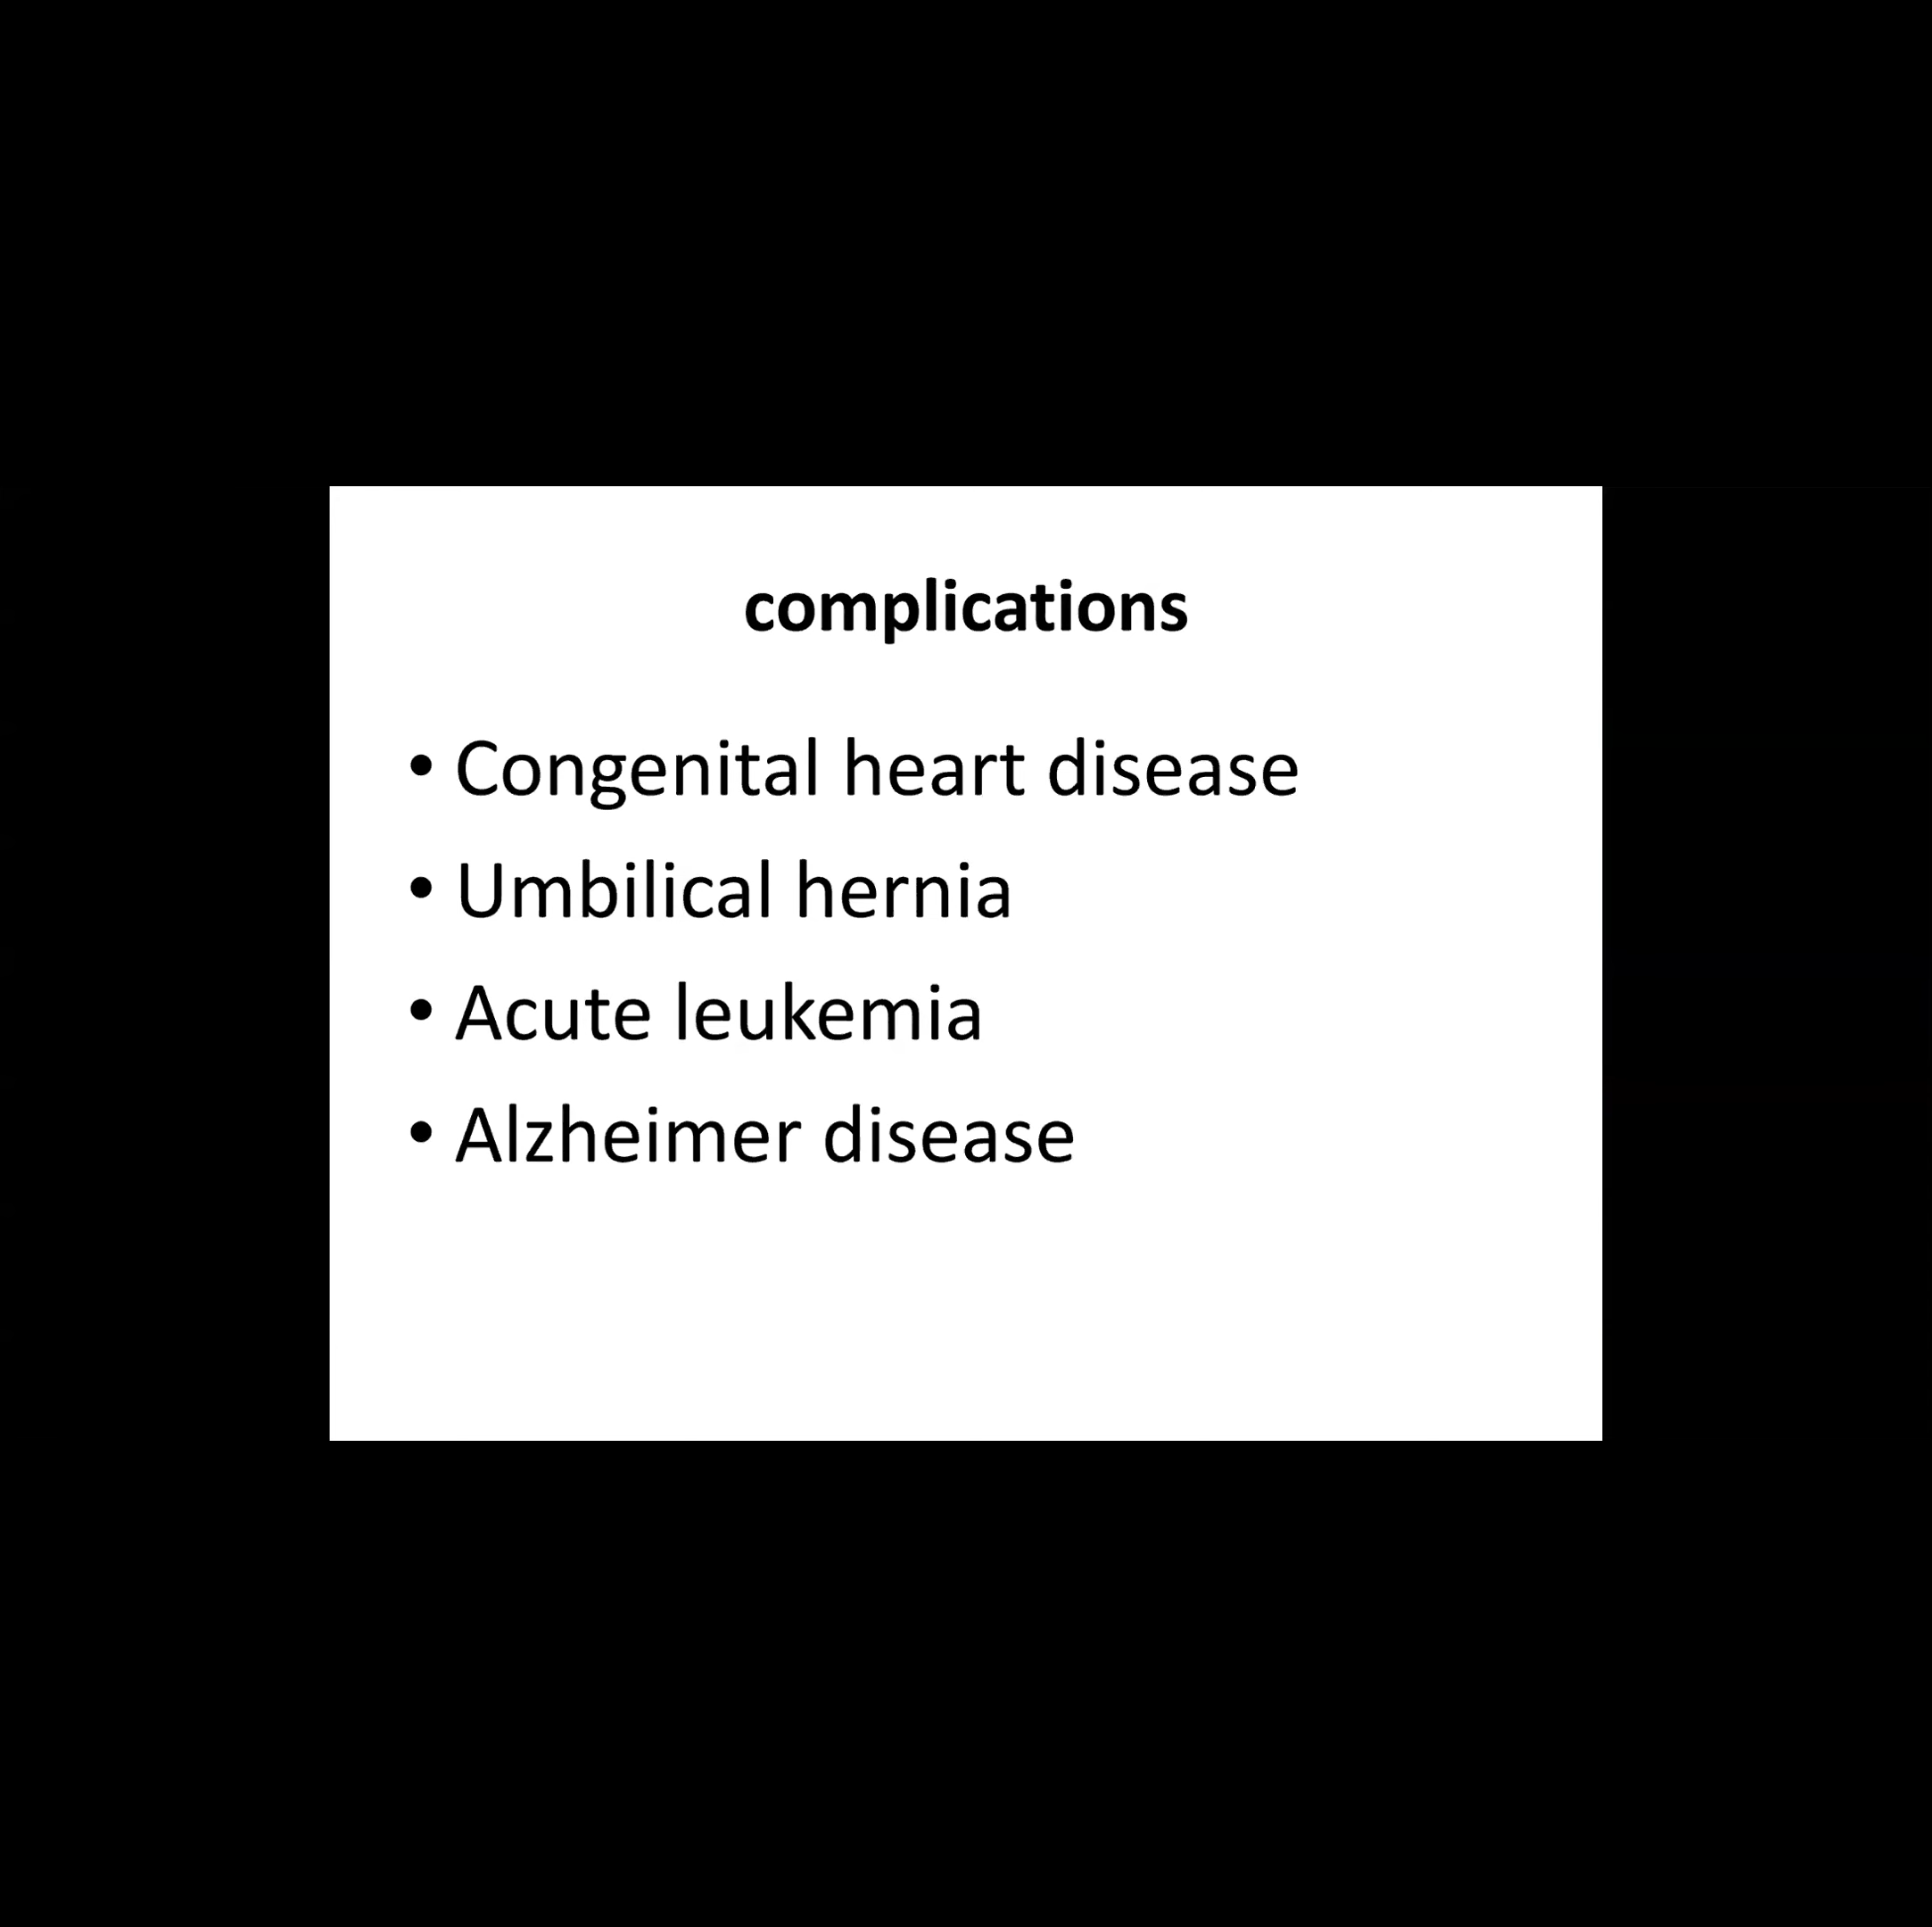 complications
• Congenital heart disease
• Umbilical hernia
• Acute leukemia
• Alzheimer disease